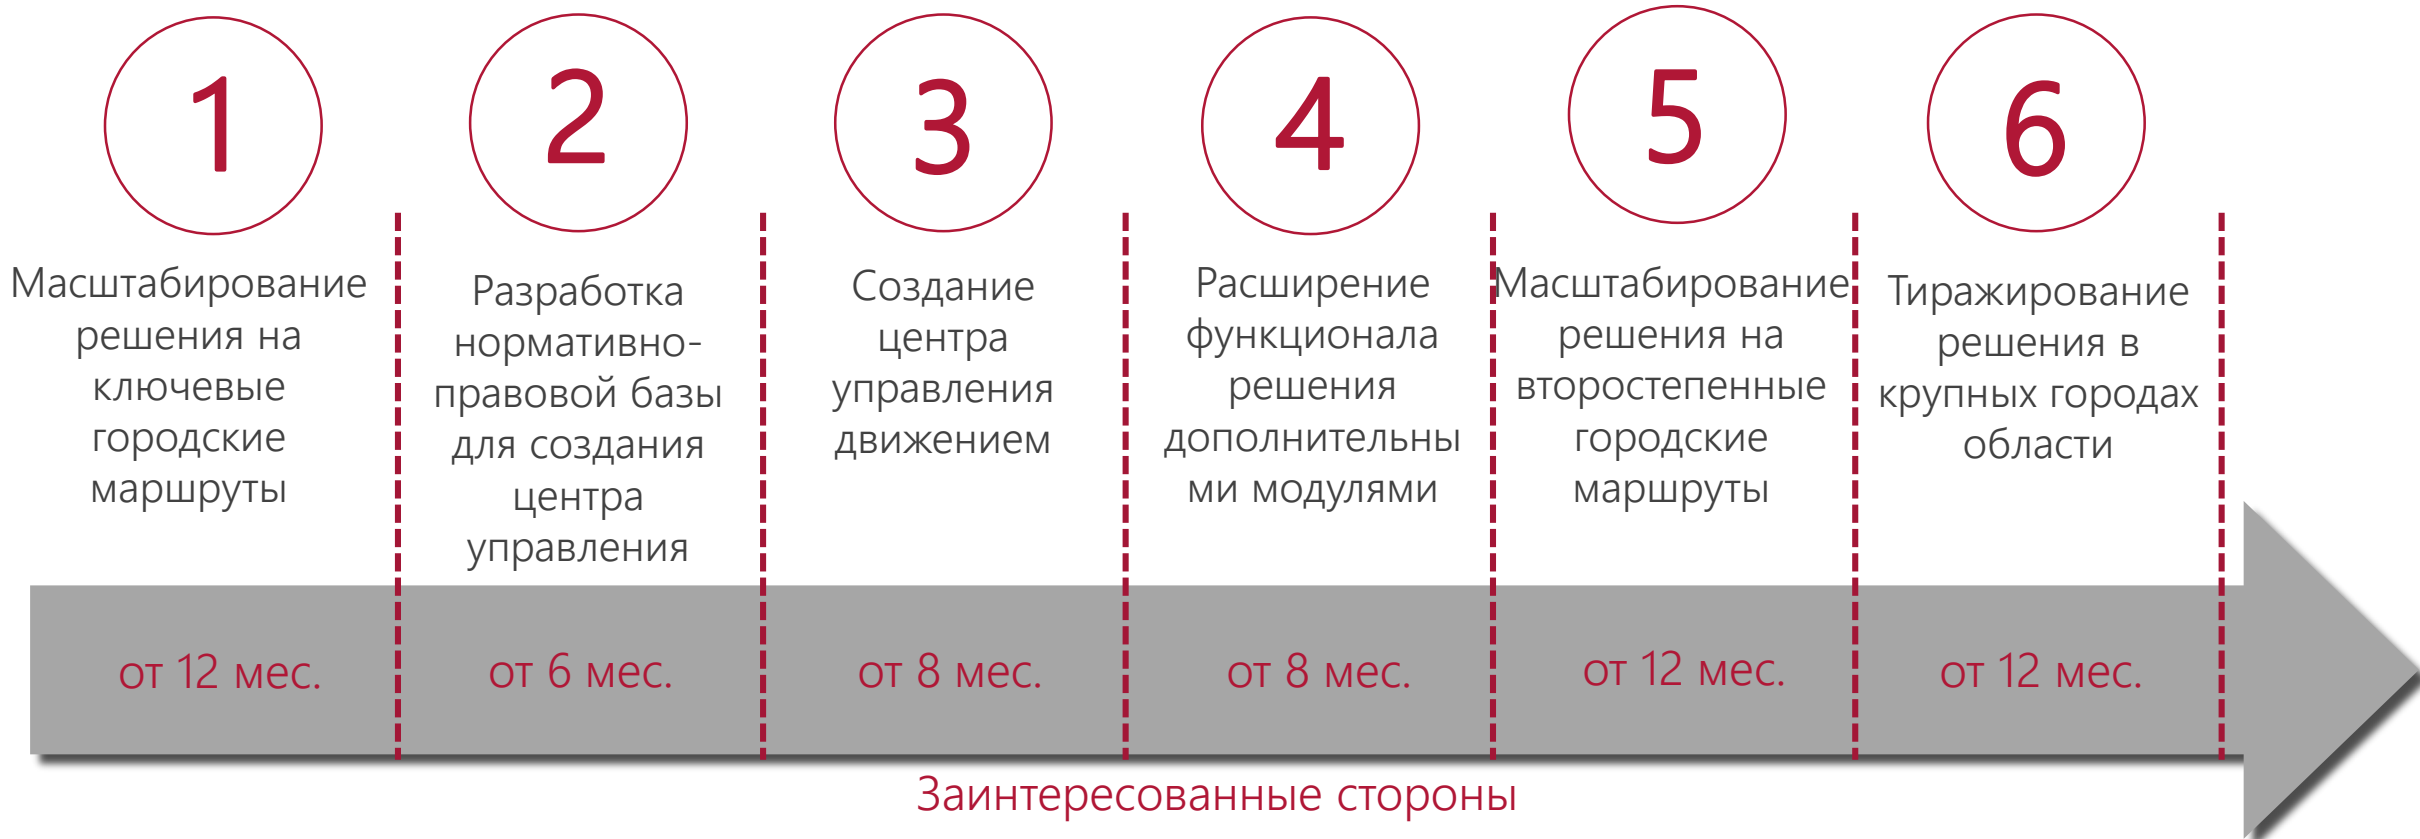 1
Масштабирование
решения на
ключевые
городские
маршруты
от 12 мес.
2
Разработка
нормативно-
правовой базы
для создания
центра
управления
от 6 мес.
3
Создание
центра
управления
движением
от 8 мес.
4
Расширение
функционала
решения
дополнительны
ми модулями
от 8 мес.
5
Масштабирование
решения на
второстепенные
городские
маршруты
от 12 мес.
6
Тиражирование
решения в
крупных городах
области
от 12 мес.
Заинтересованные стороны